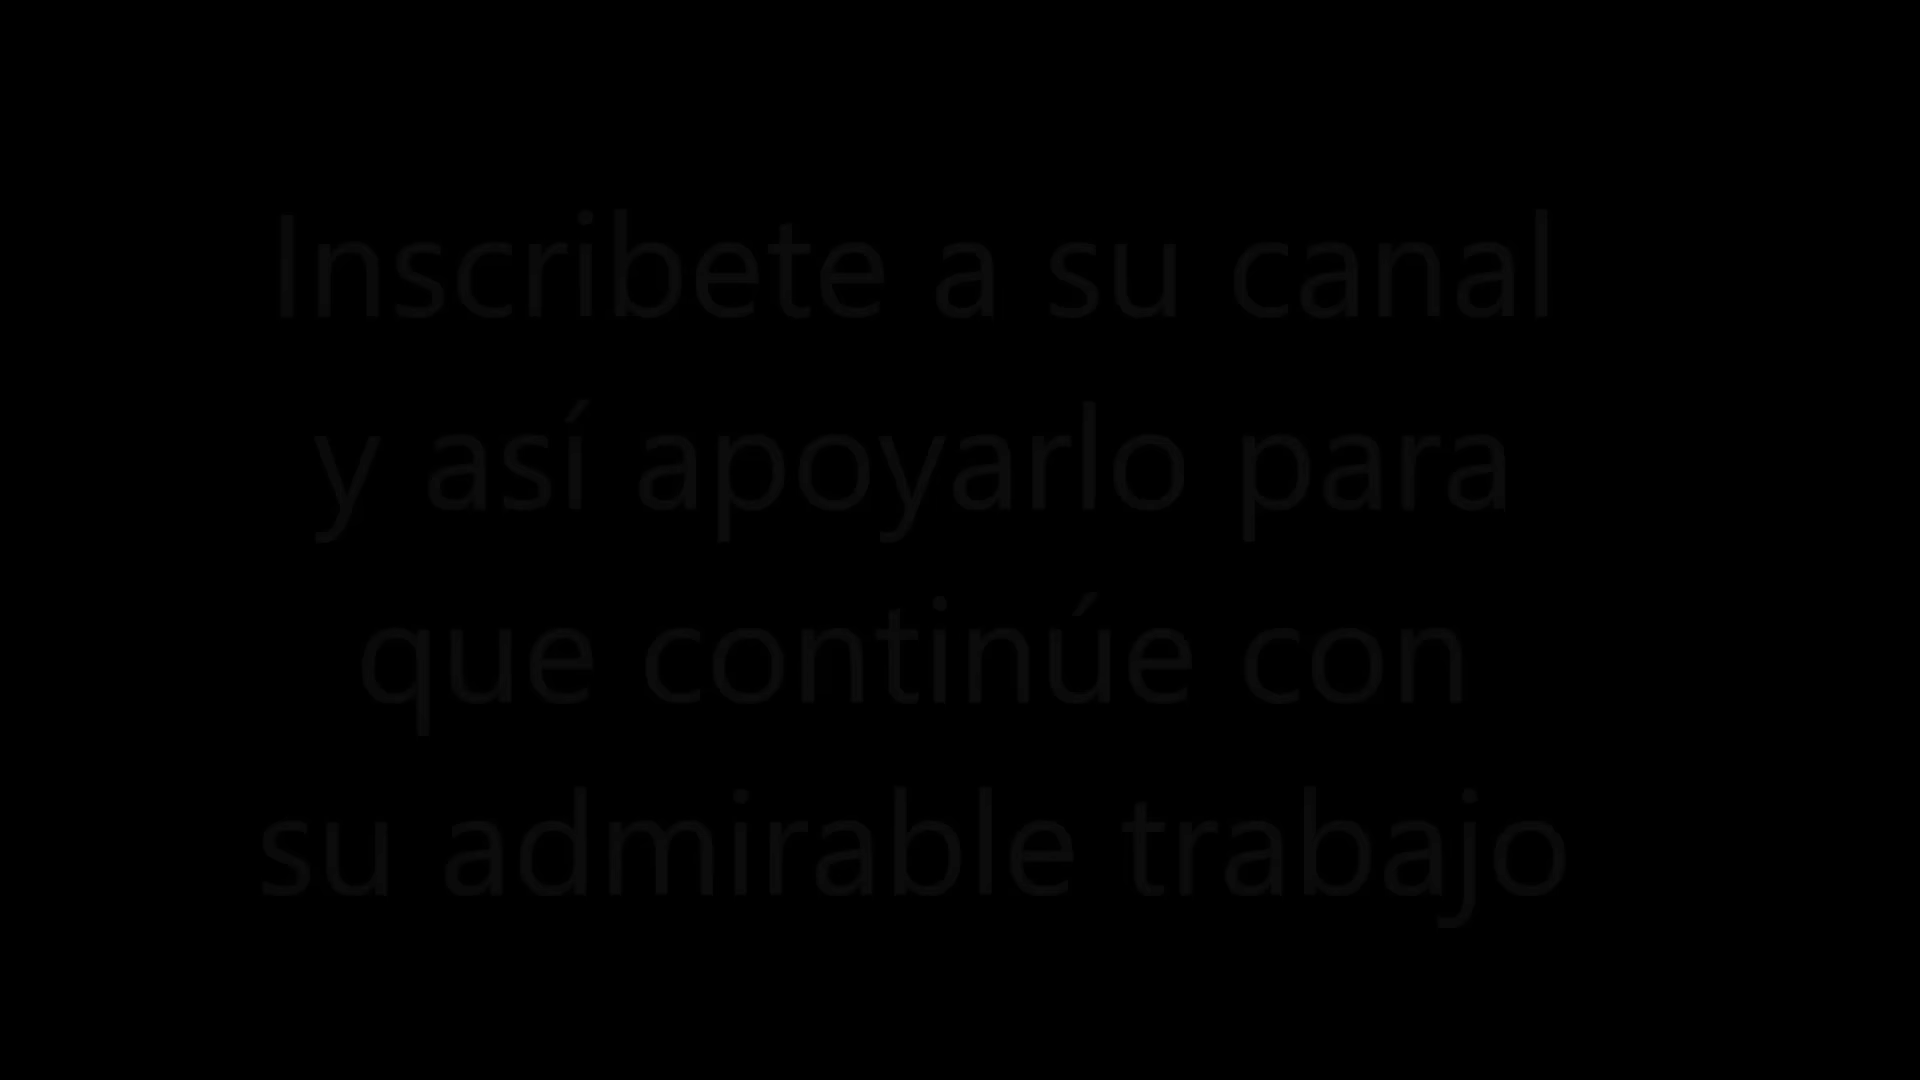 Inscribete a su canal
y así apoyarlo para
que continúe con
su admirable trabajo